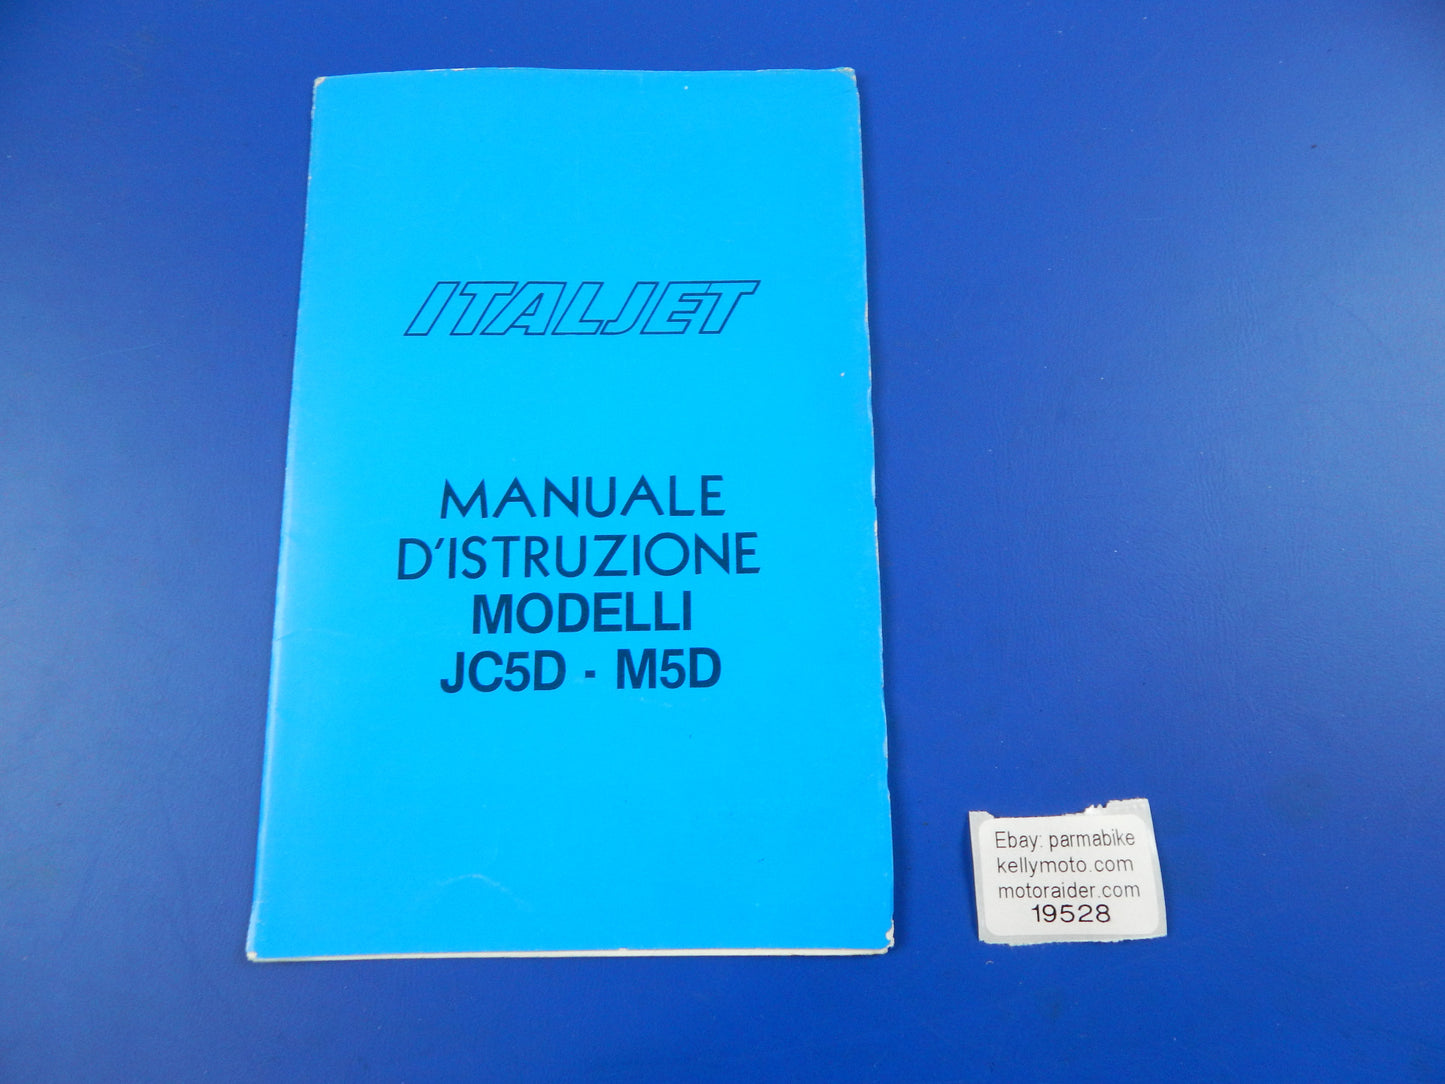 ITALJET
MANUALE
D'ISTRUZIONE
MODELLI
JC5D - M5D
Ebay: parmabike
kellymoto.com
motoraider.com
19528